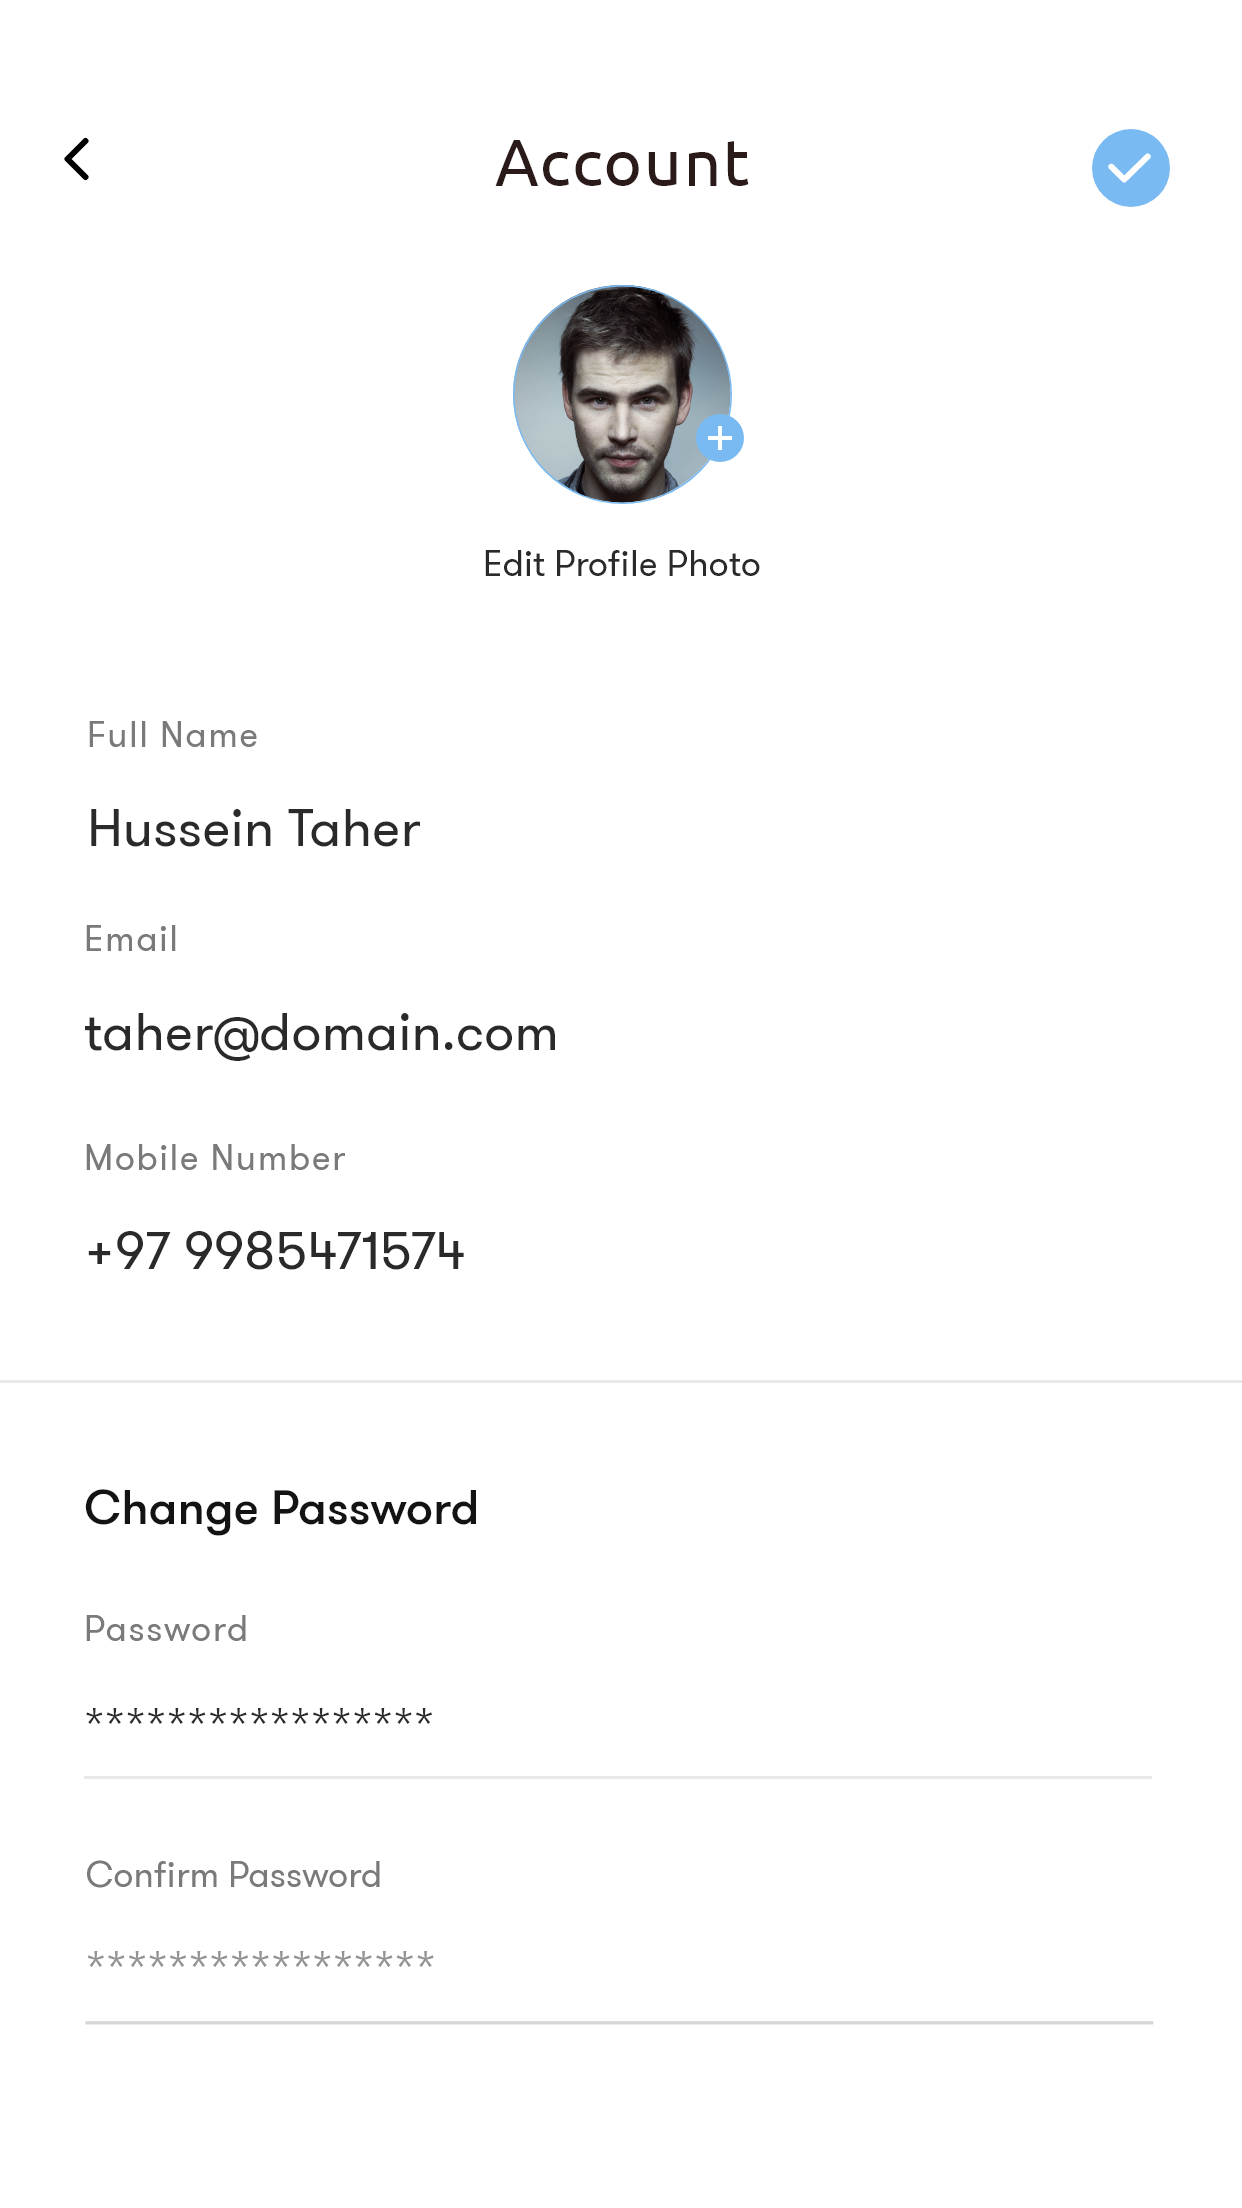 Account
Edit Profile Photo
Full Name
Hussein Taher
Email
taher@domain.com
Mobile Number
+97 9985471574
Change Password
Password
*****************
Confirm Password
*****************